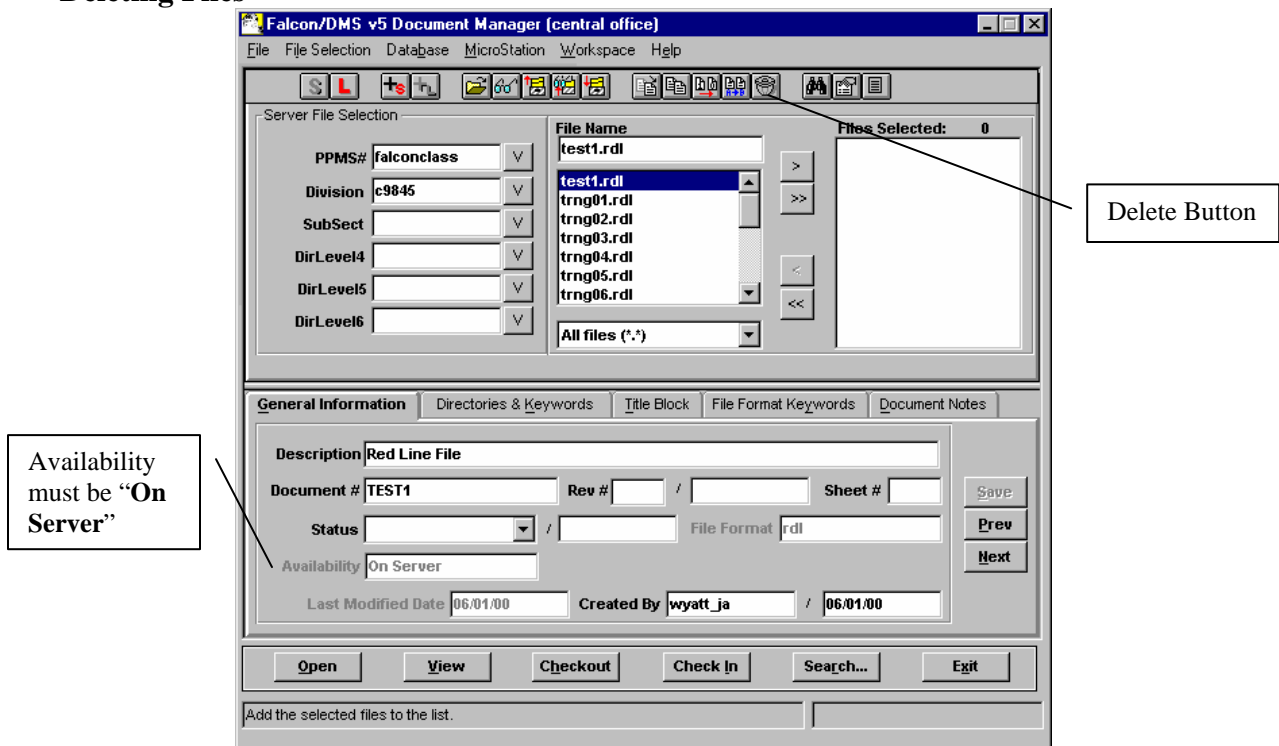 Deleting Files
Falcon/DMS v5 Document Manager (central office)
File File Selection Database MicroStation Workspace Help
S L +s +L
Server File Selection
PPMS# falconclass V
Division c9845 V
SubSect V
DirLevel4 V
DirLevel5 V
DirLevel6 V
File Name
test1.rdl
test1.rdl
trng01.rdl
trng02.rdl
trng03.rdl
trng04.rdl
trng05.rdl
trng06.rdl
All files (*.*)
>
>>
<
<<
Files Selected: 0
Delete Button
General Information Directories & Keywords Title Block File Format Keywords Document Notes
Description Red Line File
Document # TEST1 Rev # / Sheet #
Status / File Format rdl
Availability On Server
Last Modified Date 06/01/00 Created By wyatt_ja / 06/01/00
Save
Prev
Next
Availability
must be “On
Server”
Open View Checkout Check In Search... Exit
Add the selected files to the list.